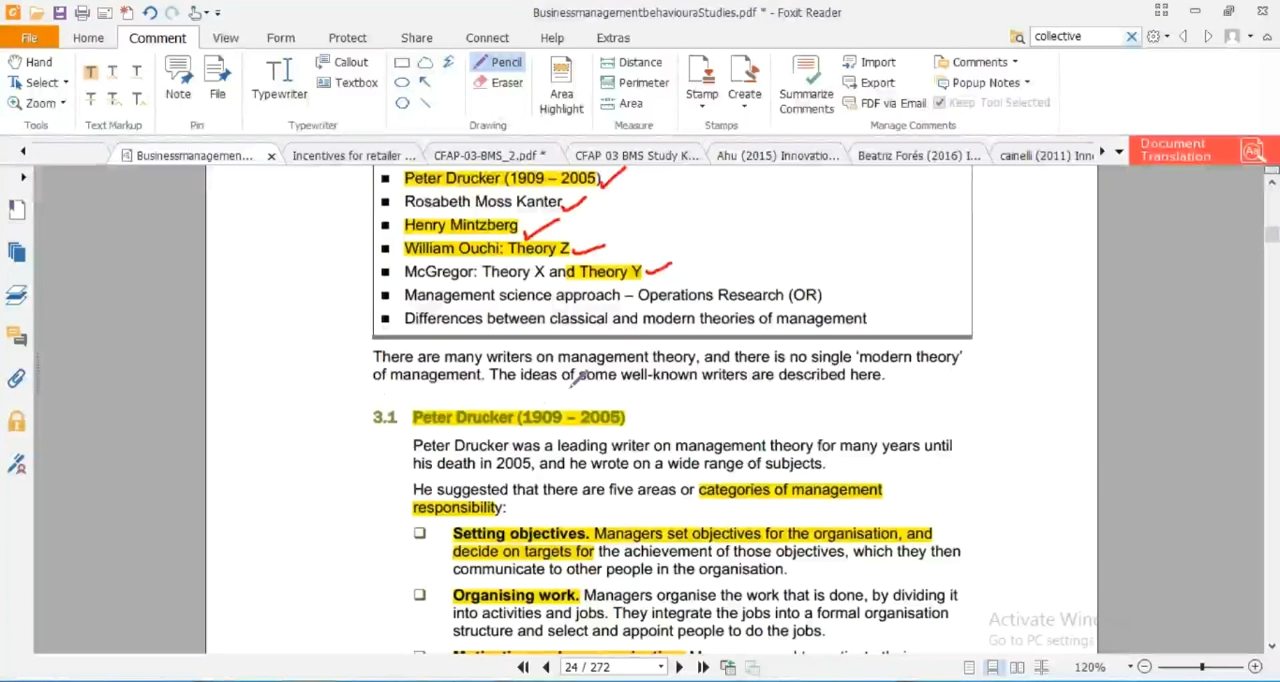 BusinessmanagementbehaviouraStudies.pdf * - Foxit Reader
File Home Comment View Form Protect Share Connect Help Extras
collective
Hand
Select
Zoom
Tools
Text Markup
Note
File
Pin
Typewriter
Callout
Textbox
Typewriter
Pencil
Eraser
Area Highlight
Drawing
Distance
Perimeter
Area
Measure
Stamp
Create
Stamps
Summarize Comments
Import
Export
FDF via Email
Comments
Popup Notes
Keep Tool Selected
Manage Comments
Businessmanagemen... Incentives for retailer ... CFAP-03-BMS_2.pdf * CFAP 03 BMS Study K... Ahu (2015) Innovatio... Beatriz Forés (2016) I...
Document Translation
Peter Drucker (1909 – 2005)
Rosabeth Moss Kanter
Henry Mintzberg
William Ouchi: Theory Z
McGregor: Theory X and Theory Y
Management science approach – Operations Research (OR)
Differences between classical and modern theories of management
There are many writers on management theory, and there is no single ‘modern theory’
of management. The ideas of some well-known writers are described here.
3.1 Peter Drucker (1909 – 2005)
Peter Drucker was a leading writer on management theory for many years until
his death in 2005, and he wrote on a wide range of subjects.
He suggested that there are five areas or categories of management
responsibility:
Setting objectives. Managers set objectives for the organisation, and
decide on targets for the achievement of those objectives, which they then
communicate to other people in the organisation.
Organising work. Managers organise the work that is done, by dividing it
into activities and jobs. They integrate the jobs into a formal organisation
structure and select and appoint people to do the jobs.
Activate Win
Go to PC settings
24 / 272
120%